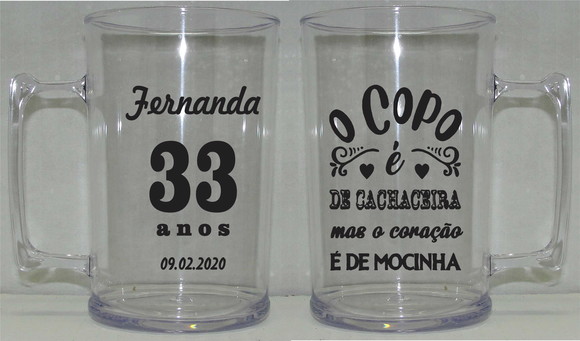 Fernanda
33
anos
09.02.2020
O COPO
é
DE CACHACEIRA
mas o coração
É DE MOCINHA